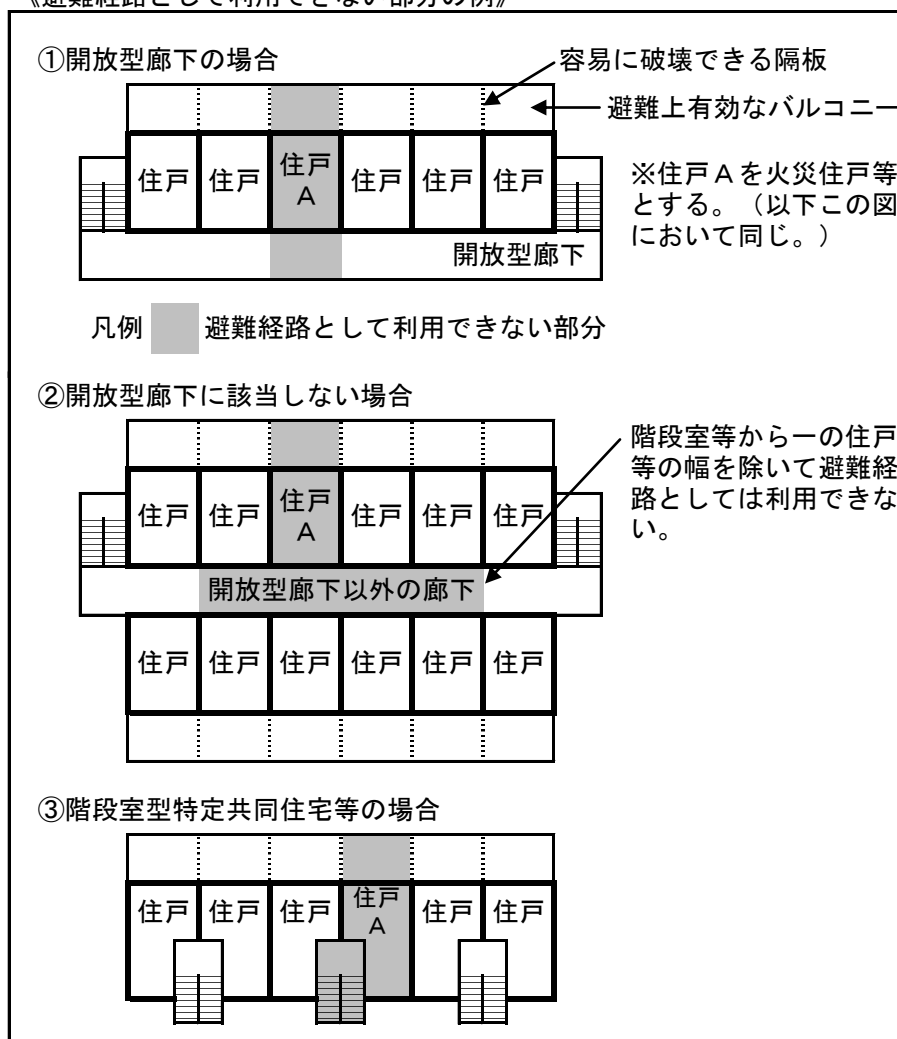 《避難経路として利用できない部分の例》
①開放型廊下の場合
容易に破壊できる隔板
避難上有効なバルコニー
住戸 住戸 住戸A 住戸 住戸 住戸
※住戸Aを火災住戸等
とする。（以下この図
において同じ。）
開放型廊下
凡例 避難経路として利用できない部分
②開放型廊下に該当しない場合
階段室等から一の住戸
等の幅を除いて避難経
路としては利用できな
い。
住戸 住戸 住戸A 住戸 住戸 住戸
開放型廊下以外の廊下
住戸 住戸 住戸 住戸 住戸 住戸
③階段室型特定共同住宅等の場合
住戸 住戸 住戸 住戸A 住戸 住戸